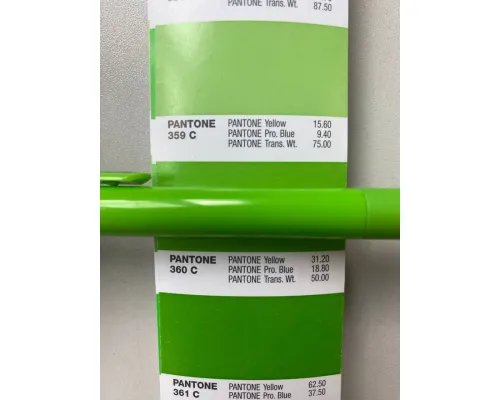 PANTONE Trans. Wt. 87.50
PANTONE 359 C
PANTONE Yellow 15.60
PANTONE Pro. Blue 9.40
PANTONE Trans. Wt. 75.00
PANTONE 360 C
PANTONE Yellow 31.20
PANTONE Pro. Blue 18.80
PANTONE Trans. Wt. 50.00
PANTONE 361 C
PANTONE Yellow 62.50
PANTONE Pro. Blue 37.50